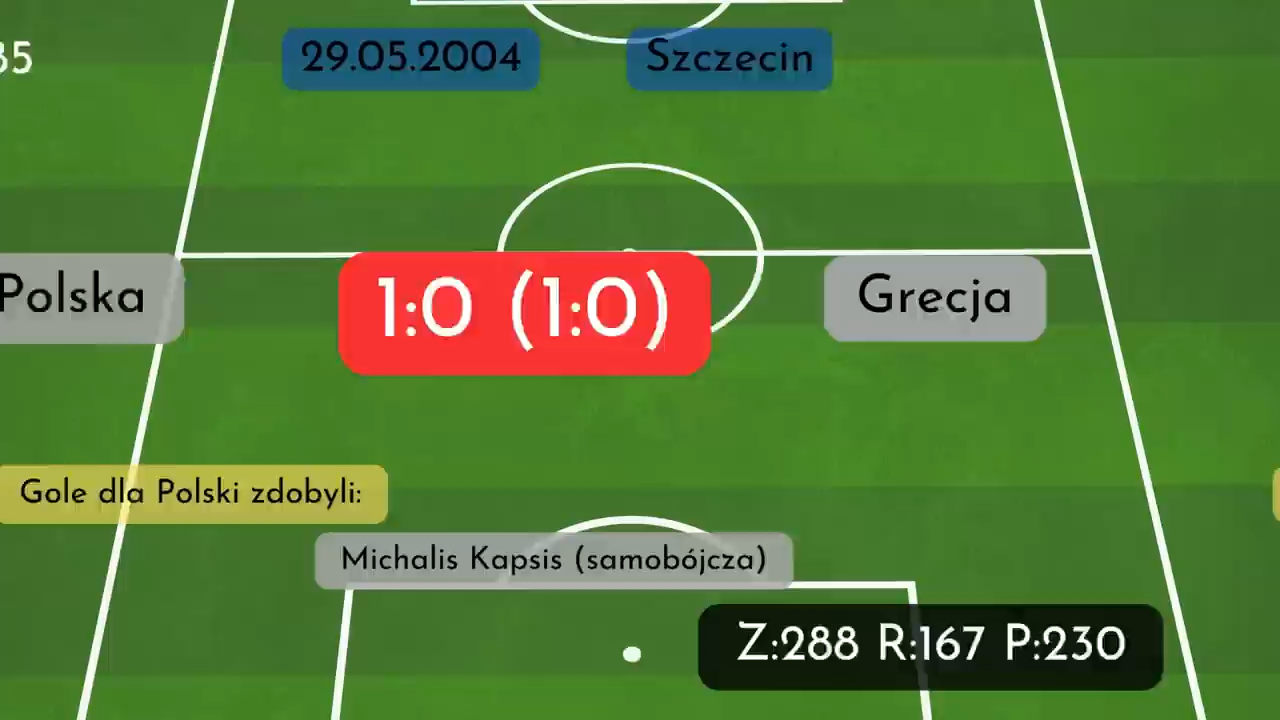 29.05.2004
Szczecin
35
Polska
1:0 (1:0)
Grecja
Gole dla Polski zdobyli:
Michalis Kapsis (samobójcza)
Z:288 R:167 P:230